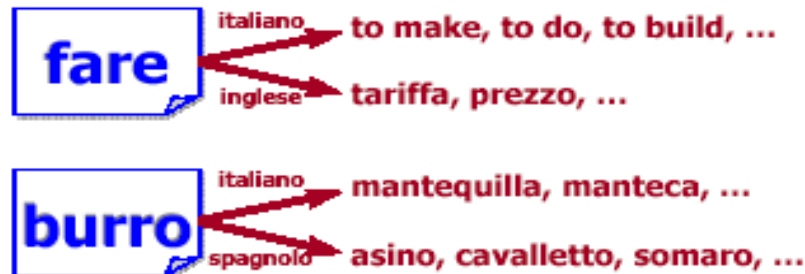 fare
italiano
to make, to do, to build, ...
inglese
tariffa, prezzo, ...
burro
italiano
mantequilla, manteca, ...
spagnolo
asino, cavalletto, somaro, ...